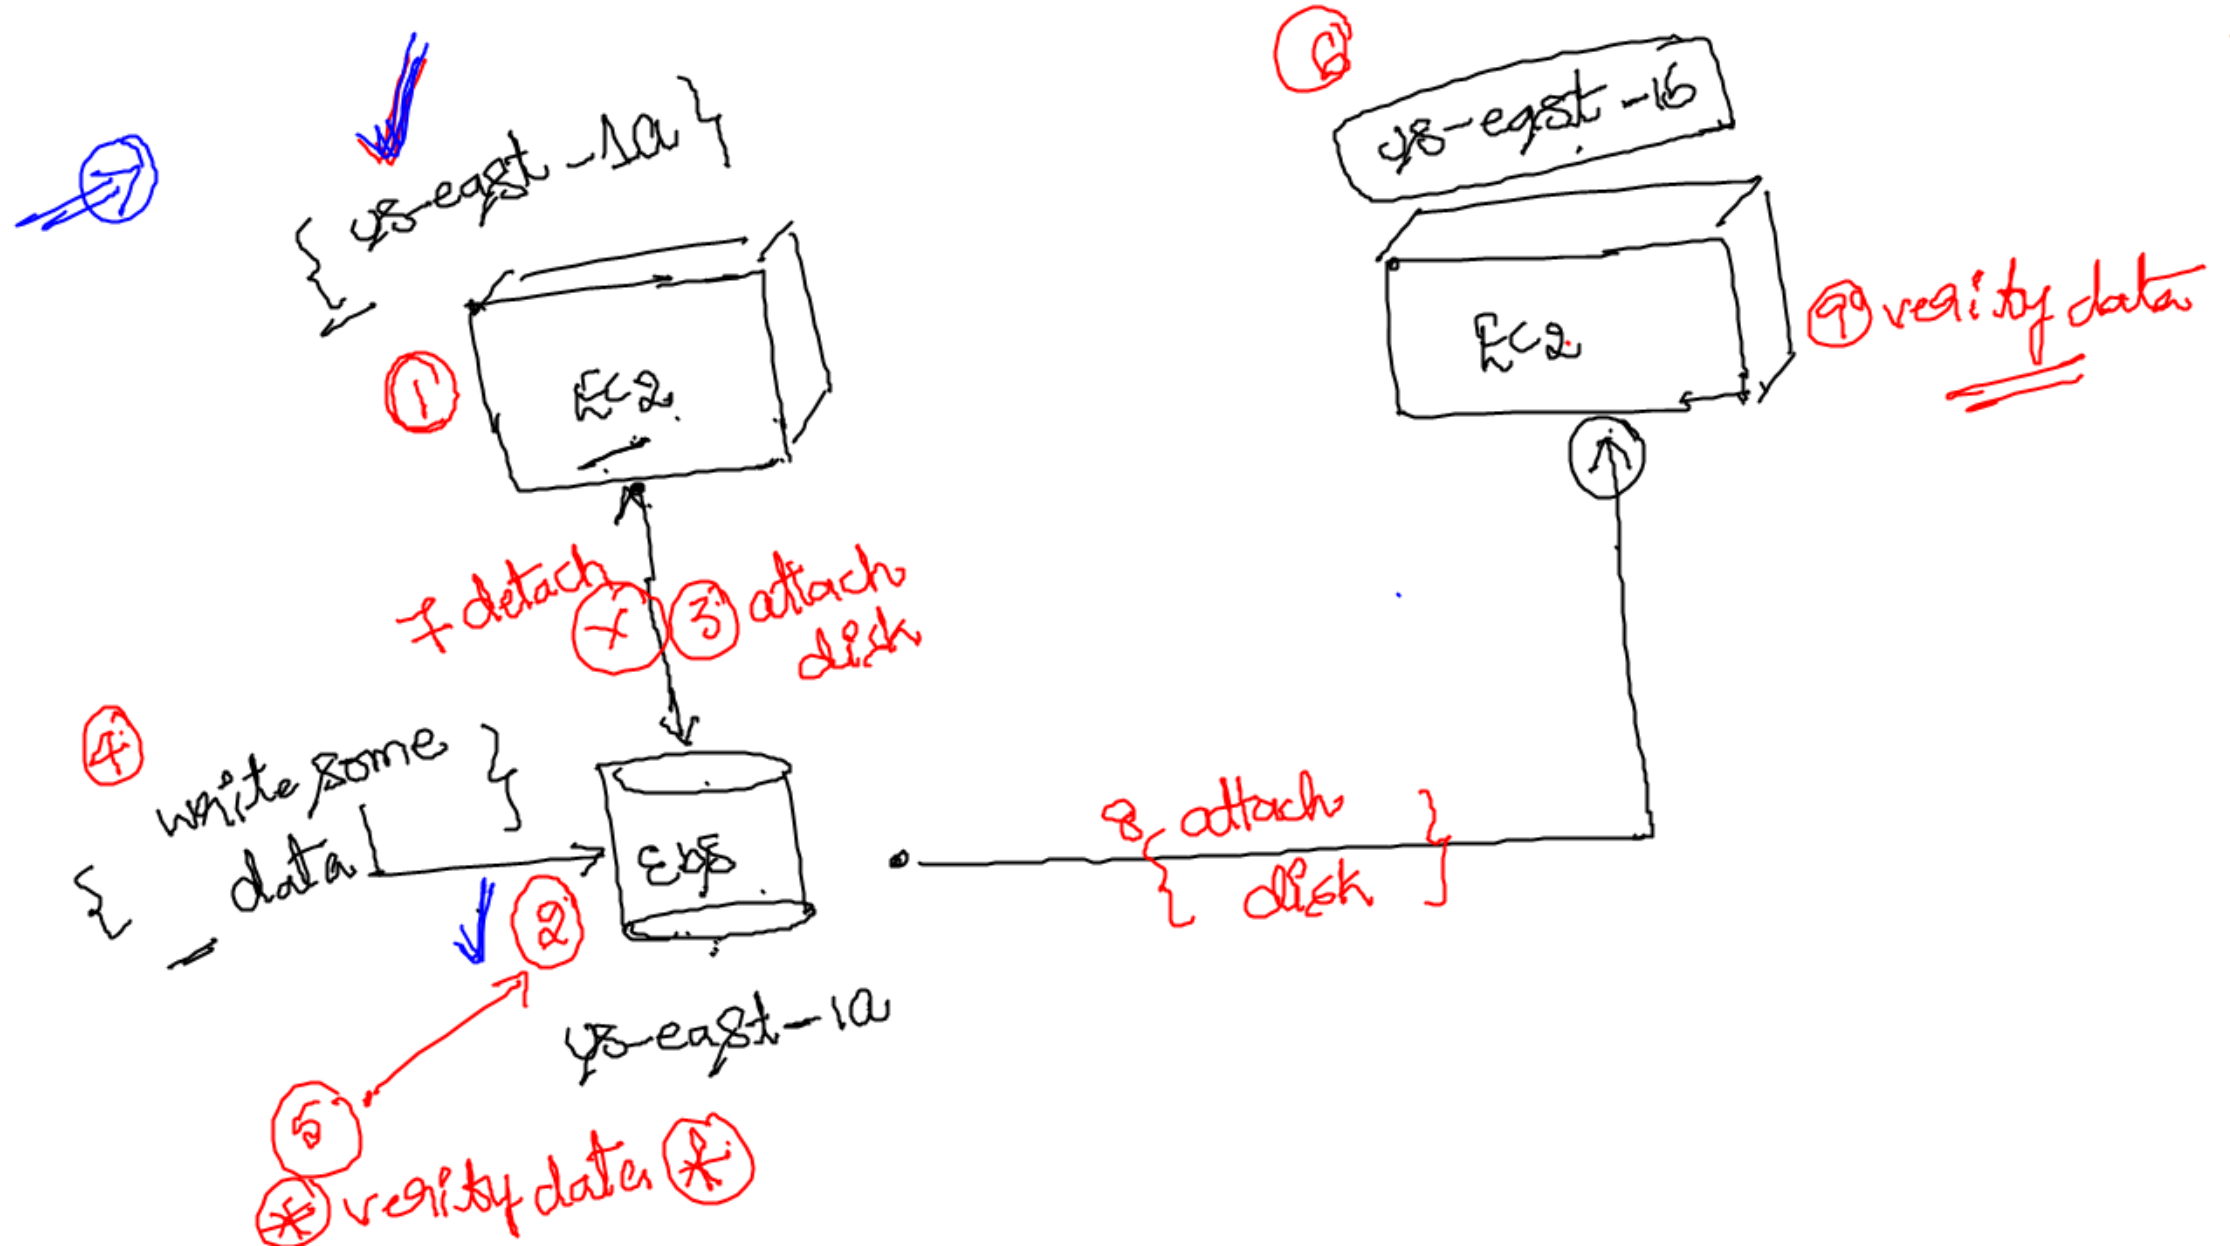 6
us-east-1b
7
{ us-east-1a }
EC2
9 verify data
1
EC2
7 detach
3 attach
disk
4
write some }
{ data
8 attach }
{ disk
EBS
2
us-east-1a
5
* verify data *